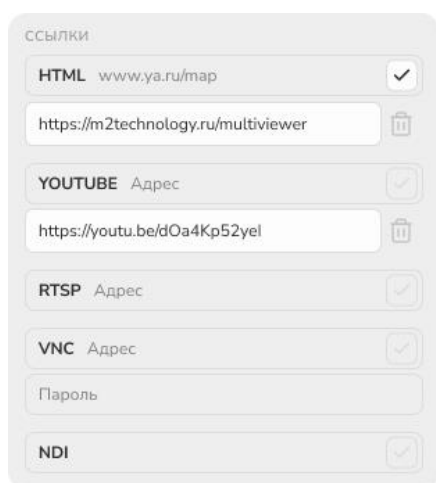 ссылки
HTML www.ya.ru/map
https://m2technology.ru/multiviewer
YOUTUBE Адрес
https://youtu.be/dOa4Kp52yeI
RTSP Адрес
VNC Адрес
Пароль
NDI